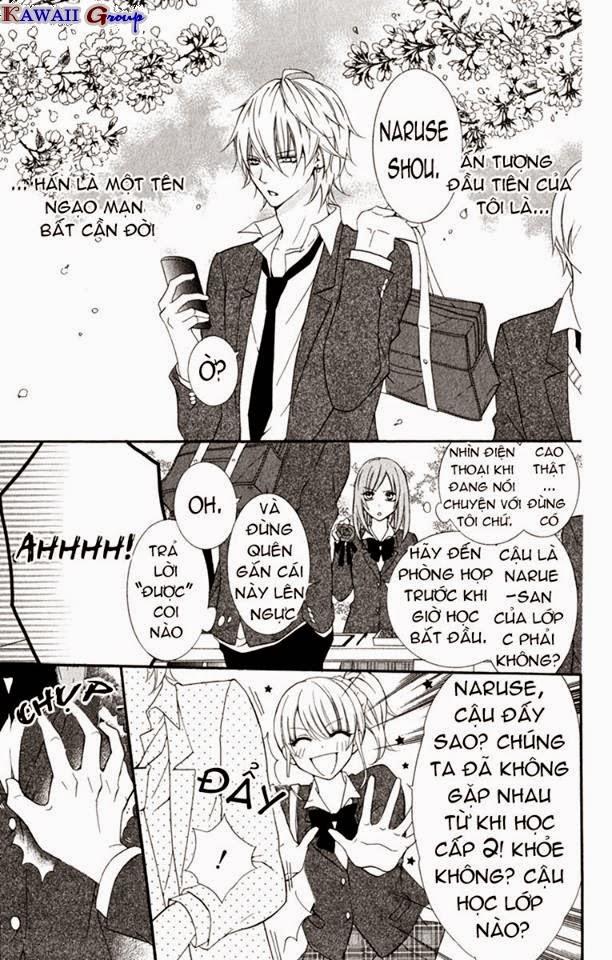 KAWAII Group
NARUSE
SHOU.
ẤN TƯỢNG
ĐẦU TIÊN CỦA
TÔI LÀ...
...HẮN LÀ MỘT TÊN
NGẠO MẠN
BẤT CẦN ĐỜI
Ờ?
CAO
THẬT
...
ĐỪNG CÓ
NHÌN ĐIỆN
THOẠI KHI
ĐANG NÓI
CHUYỆN VỚI
TÔI CHỨ.
CẬU LÀ
NARUE
-SAN
CỦA LỚP
C PHẢI
KHÔNG?
HÃY ĐẾN
PHÒNG HỌP
TRƯỚC KHI
GIỜ HỌC
BẮT ĐẦU.
VÀ
ĐỪNG
QUÊN
GẮN CÁI
NÀY LÊN
NGỰC
OH.
TRẢ
LỜI
"ĐƯỢC"
COI
NÀO
AHHHH!
NARUSE,
CẬU ĐẤY
SAO? CHÚNG
TA ĐÃ KHÔNG
GẶP NHAU
TỪ KHI HỌC
CẤP 2! KHỎE
KHÔNG? CẬU
HỌC LỚP
NÀO?
ĐẨY
!
CHỤP